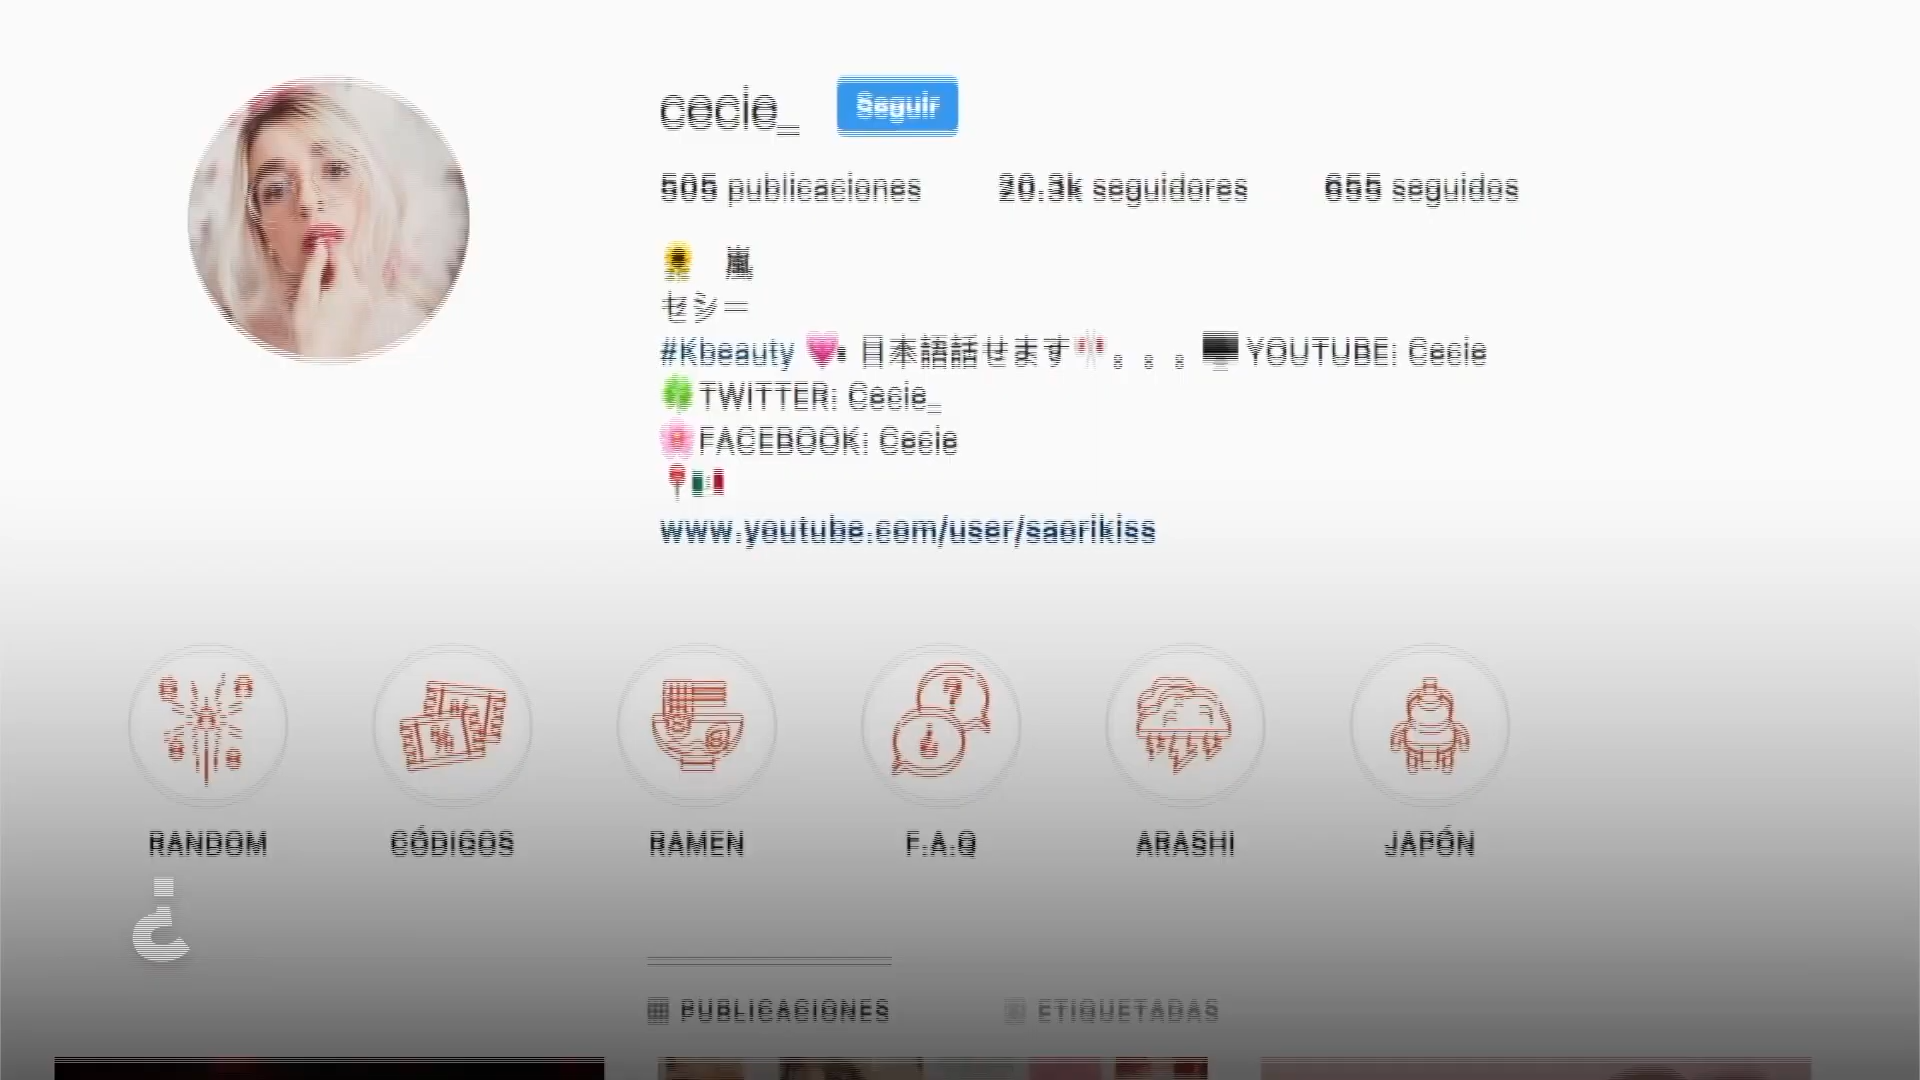 cecie_ Seguir
505 publicaciones 20.3k seguidores 655 seguidos
🌻 嵐
セシー
#Kbeauty 💗: 日本語話せます🎌。。。🖥YOUTUBE: Cecie
🍀TWITTER: Cecie_
🌸FACEBOOK: Cecie
📍🇲🇽
www.youtube.com/user/saorikiss
RANDOM CÓDIGOS RAMEN F.A.Q ARASHI JAPÓN
¿
PUBLICACIONES ETIQUETADAS